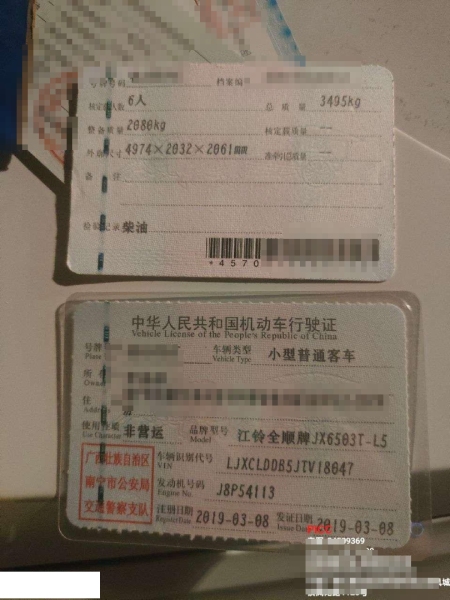 号牌号码 档案编
核定载人数 6人 总质量 3495kg
整备质量 2080kg 核定载质量 —
外廓尺寸 4974×2032×2061 准牵引总质量 —
备注
检验记录 柴油
*4570
中华人民共和国机动车行驶证
Vehicle License of the People's Republic of China
号牌 车辆类型 小型普通客车
Plate Vehicle Type
所
Owner
住
Address
使用性质 非营运 品牌型号 江铃全顺牌JX6503T-L5
Use Character Model
广西壮族自治区
南宁市公安局
交通警察支队
车辆识别代号 LJXCLDDB5JTV18047
VIN
发动机号码 J8P54113
Engine No.
注册日期 2019-03-08 发证日期 2019-03-08
Register Date Issue Date